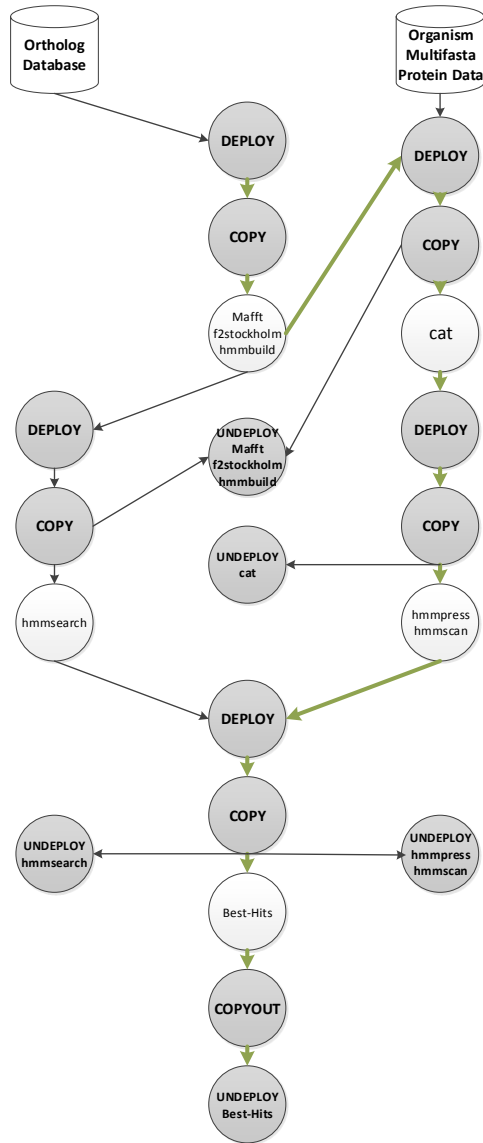 Ortholog
Database
Organism
Multifasta
Protein Data
DEPLOY
DEPLOY
COPY
COPY
Mafft
f2stockholm
hmmbuild
cat
DEPLOY
UNDEPLOY
Mafft
f2stockholm
hmmbuild
DEPLOY
COPY
COPY
UNDEPLOY
cat
hmmsearch
hmmpress
hmmscan
DEPLOY
COPY
UNDEPLOY
hmmsearch
UNDEPLOY
hmmpress
hmmscan
Best-Hits
COPYOUT
UNDEPLOY
Best-Hits